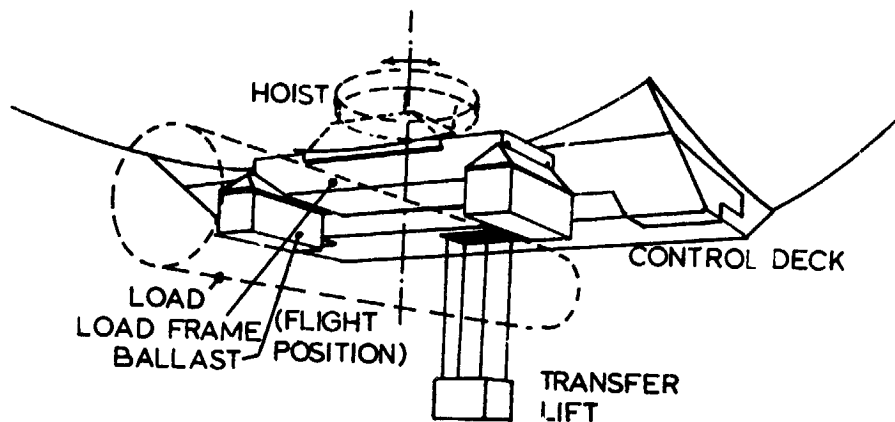 HOIST
CONTROL DECK
LOAD
LOAD FRAME
BALLAST
(FLIGHT
POSITION)
TRANSFER
LIFT